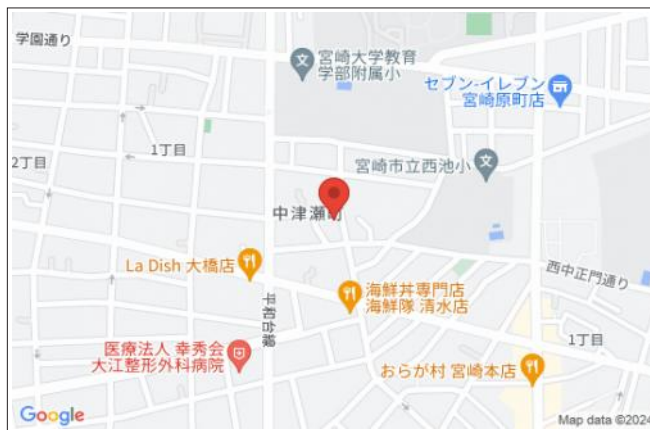 学園通り
宮崎大学教育
学部附属小
セブン-イレブン
宮崎原町店
1丁目
2丁目
宮崎市立西池小
中津瀬町
La Dish 大橋店
西中正門通り
海鮮丼専門店
海鮮隊 清水店
平和台線
1丁目
医療法人 幸秀会
大江整形外科病院
おらが村 宮崎本店
Google
Map data ©2024